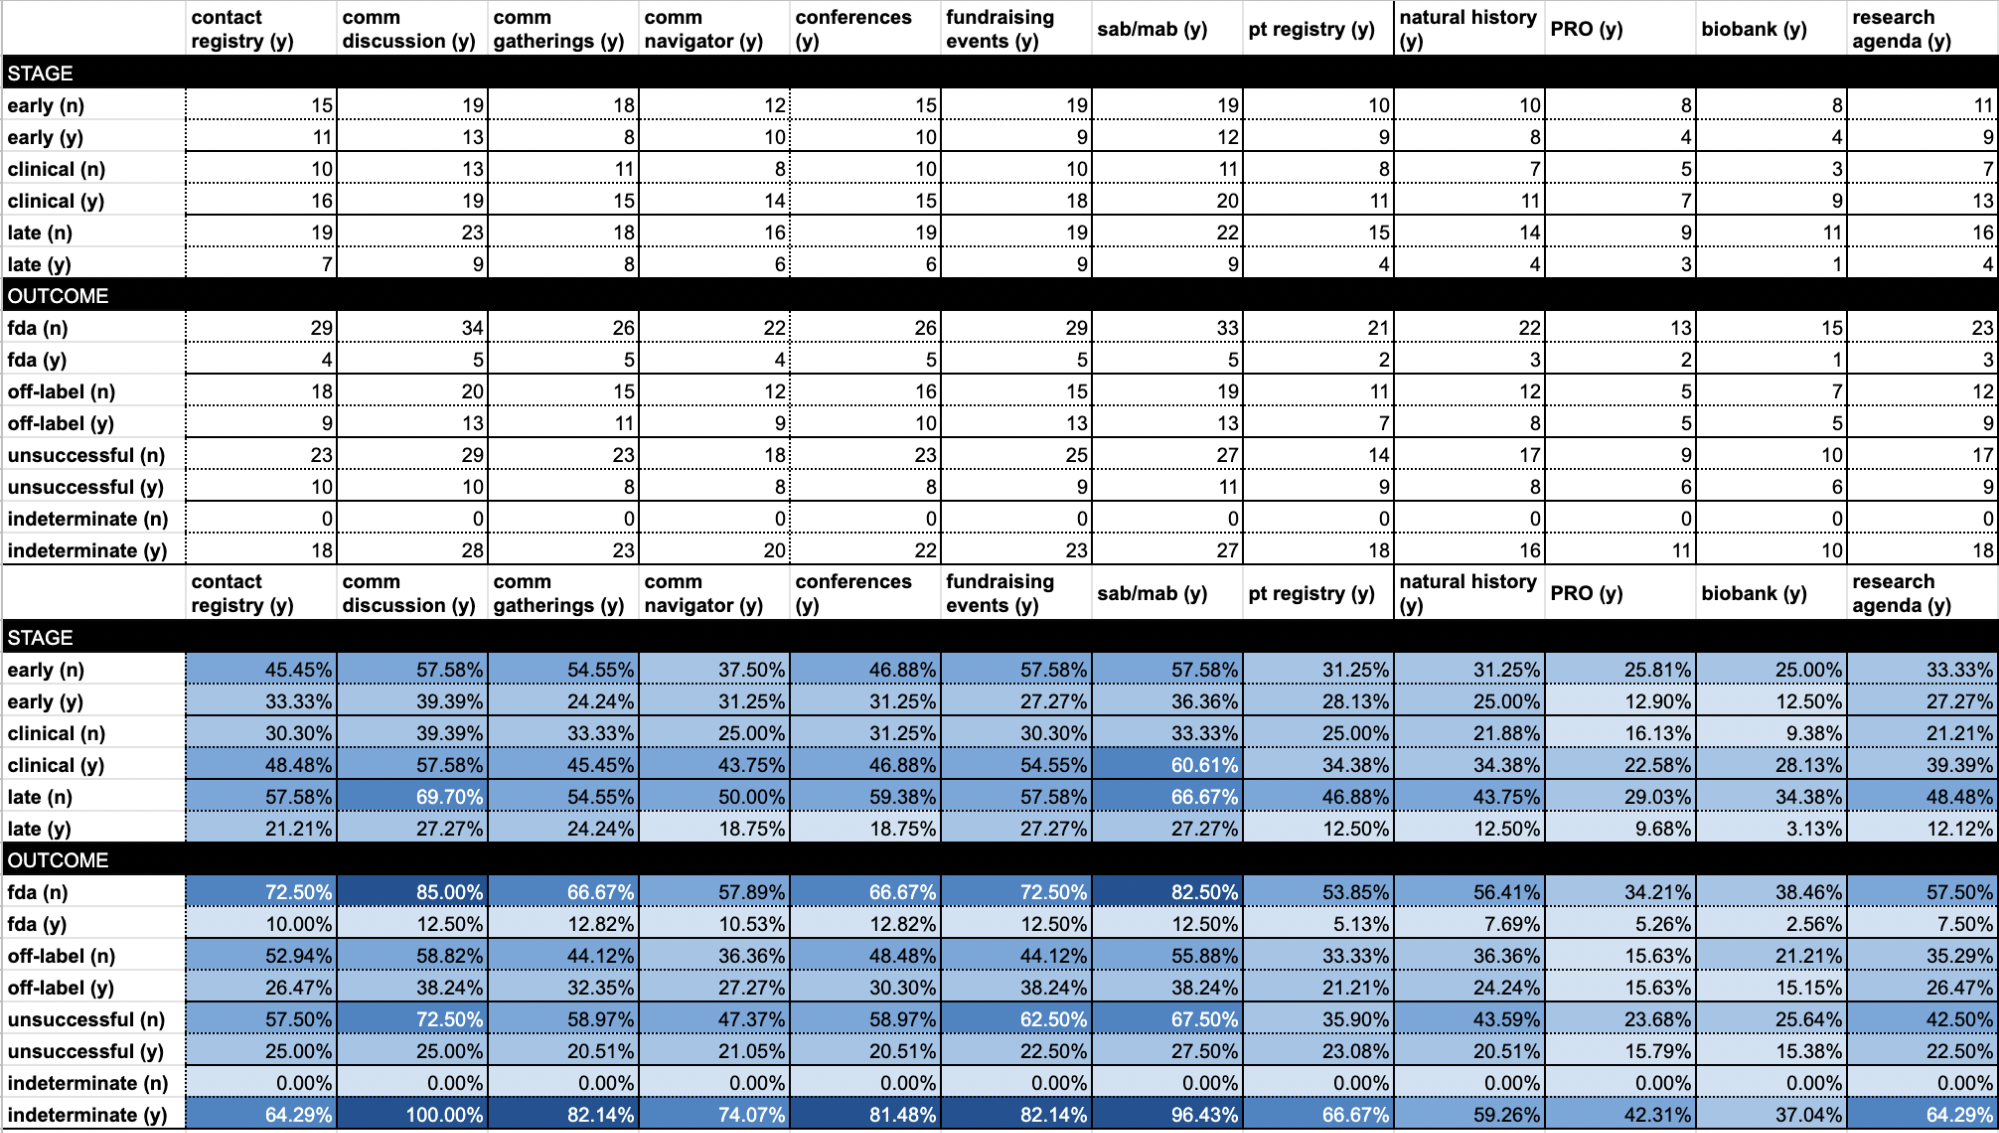 contact registry (y) comm discussion (y) comm gatherings (y) comm navigator (y) conferences (y) fundraising events (y) sab/mab (y) pt registry (y) natural history (y) PRO (y) biobank (y) research agenda (y)
STAGE
early (n) 15 19 18 12 15 19 19 10 10 8 8 11
early (y) 11 13 8 10 10 9 12 9 8 4 4 9
clinical (n) 10 13 11 8 10 10 11 8 7 5 3 7
clinical (y) 16 19 15 14 15 18 20 11 11 7 9 13
late (n) 19 23 18 16 19 19 22 15 14 9 11 16
late (y) 7 9 8 6 6 9 9 4 4 3 1 4
OUTCOME
fda (n) 29 34 26 22 26 29 33 21 22 13 15 23
fda (y) 4 5 5 4 5 5 5 2 3 2 1 3
off-label (n) 18 20 15 12 16 15 19 11 12 5 7 12
off-label (y) 9 13 11 9 10 13 13 7 8 5 5 9
unsuccessful (n) 23 29 23 18 23 25 27 14 17 9 10 17
unsuccessful (y) 10 10 8 8 8 9 11 9 8 6 6 9
indeterminate (n) 0 0 0 0 0 0 0 0 0 0 0 0
indeterminate (y) 18 28 23 20 22 23 27 18 16 11 10 18
contact registry (y) comm discussion (y) comm gatherings (y) comm navigator (y) conferences (y) fundraising events (y) sab/mab (y) pt registry (y) natural history (y) PRO (y) biobank (y) research agenda (y)
STAGE
early (n) 45.45% 57.58% 54.55% 37.50% 46.88% 57.58% 57.58% 31.25% 31.25% 25.81% 25.00% 33.33%
early (y) 33.33% 39.39% 24.24% 31.25% 31.25% 27.27% 36.36% 28.13% 25.00% 12.90% 12.50% 27.27%
clinical (n) 30.30% 39.39% 33.33% 25.00% 31.25% 30.30% 33.33% 25.00% 21.88% 16.13% 9.38% 21.21%
clinical (y) 48.48% 57.58% 45.45% 43.75% 46.88% 54.55% 60.61% 34.38% 34.38% 22.58% 28.13% 39.39%
late (n) 57.58% 69.70% 54.55% 50.00% 59.38% 57.58% 66.67% 46.88% 43.75% 29.03% 34.38% 48.48%
late (y) 21.21% 27.27% 24.24% 18.75% 18.75% 27.27% 27.27% 12.50% 12.50% 9.68% 3.13% 12.12%
OUTCOME
fda (n) 72.50% 85.00% 66.67% 57.89% 66.67% 72.50% 82.50% 53.85% 56.41% 34.21% 38.46% 57.50%
fda (y) 10.00% 12.50% 12.82% 10.53% 12.82% 12.50% 12.50% 5.13% 7.69% 5.26% 2.56% 7.50%
off-label (n) 52.94% 58.82% 44.12% 36.36% 48.48% 44.12% 55.88% 33.33% 36.36% 15.63% 21.21% 35.29%
off-label (y) 26.47% 38.24% 32.35% 27.27% 30.30% 38.24% 38.24% 21.21% 24.24% 15.63% 15.15% 26.47%
unsuccessful (n) 57.50% 72.50% 58.97% 47.37% 58.97% 62.50% 67.50% 35.90% 43.59% 23.68% 25.64% 42.50%
unsuccessful (y) 25.00% 25.00% 20.51% 21.05% 20.51% 22.50% 27.50% 23.08% 20.51% 15.79% 15.38% 22.50%
indeterminate (n) 0.00% 0.00% 0.00% 0.00% 0.00% 0.00% 0.00% 0.00% 0.00% 0.00% 0.00% 0.00%
indeterminate (y) 64.29% 100.00% 82.14% 74.07% 81.48% 82.14% 96.43% 66.67% 59.26% 42.31% 37.04% 64.29%